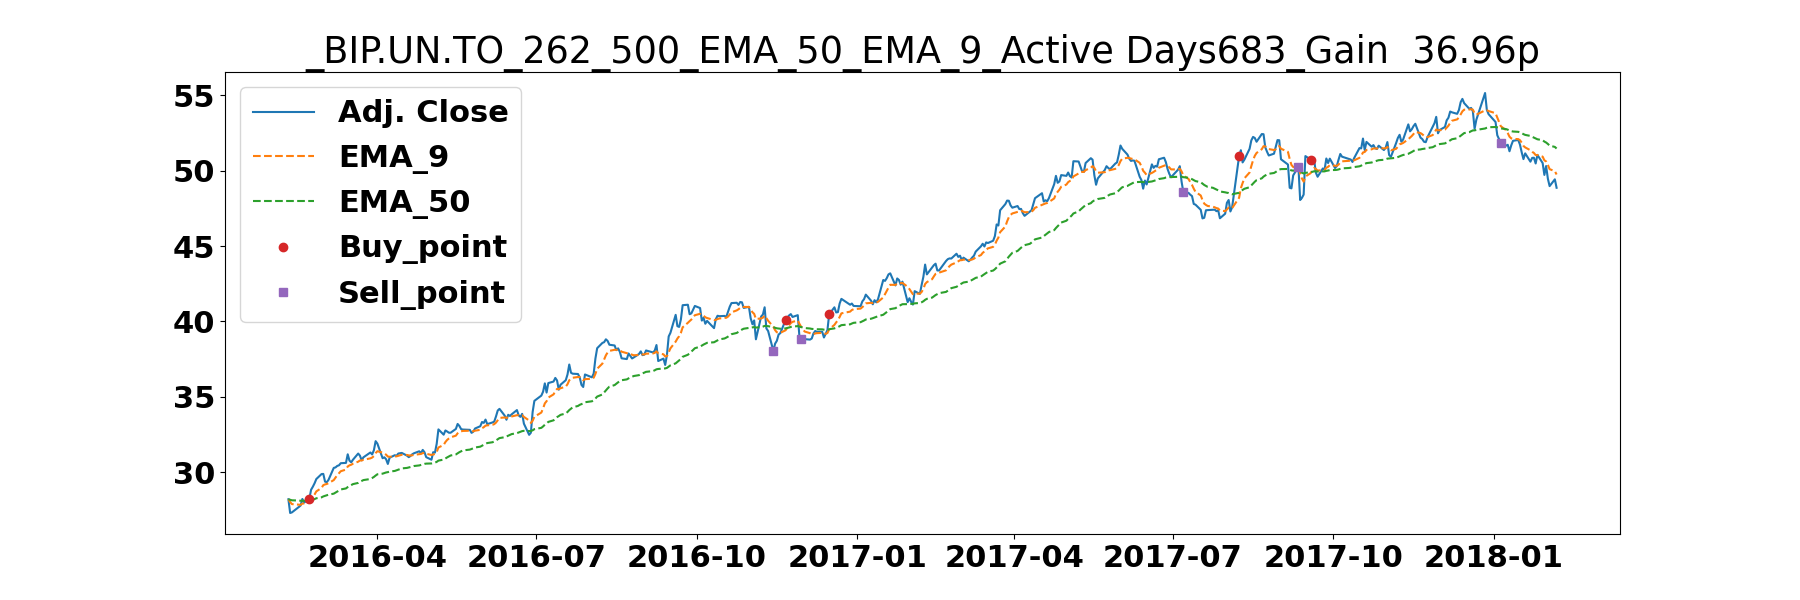 _BIP.UN.TO_262_500_EMA_50_EMA_9_Active Days683_Gain  36.96p
55
50
45
40
35
30
Adj. Close
EMA_9
EMA_50
Buy_point
Sell_point
2016-04 2016-07 2016-10 2017-01 2017-04 2017-07 2017-10 2018-01